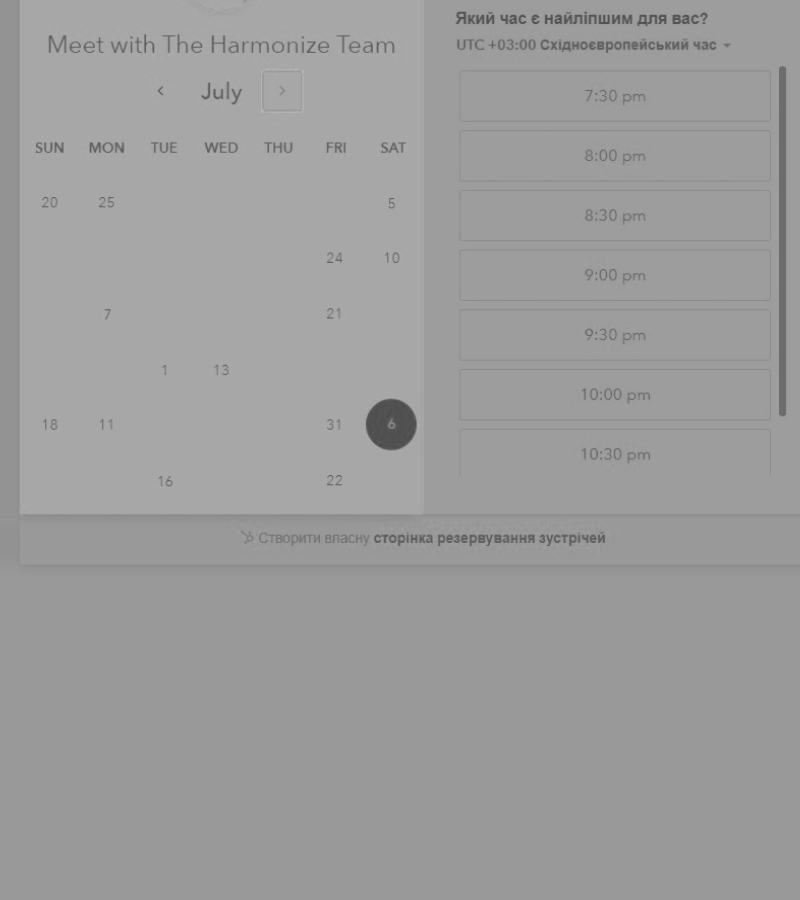 Meet with The Harmonize Team
July
SUN MON TUE WED THU FRI SAT
20 25 5
24 10
7 21
1 13
18 11 31 6
16 22
Який час є найліпшим для вас?
UTC +03:00 Східноєвропейський час
7:30 pm
8:00 pm
8:30 pm
9:00 pm
9:30 pm
10:00 pm
10:30 pm
Створити власну сторінка резервування зустрічей